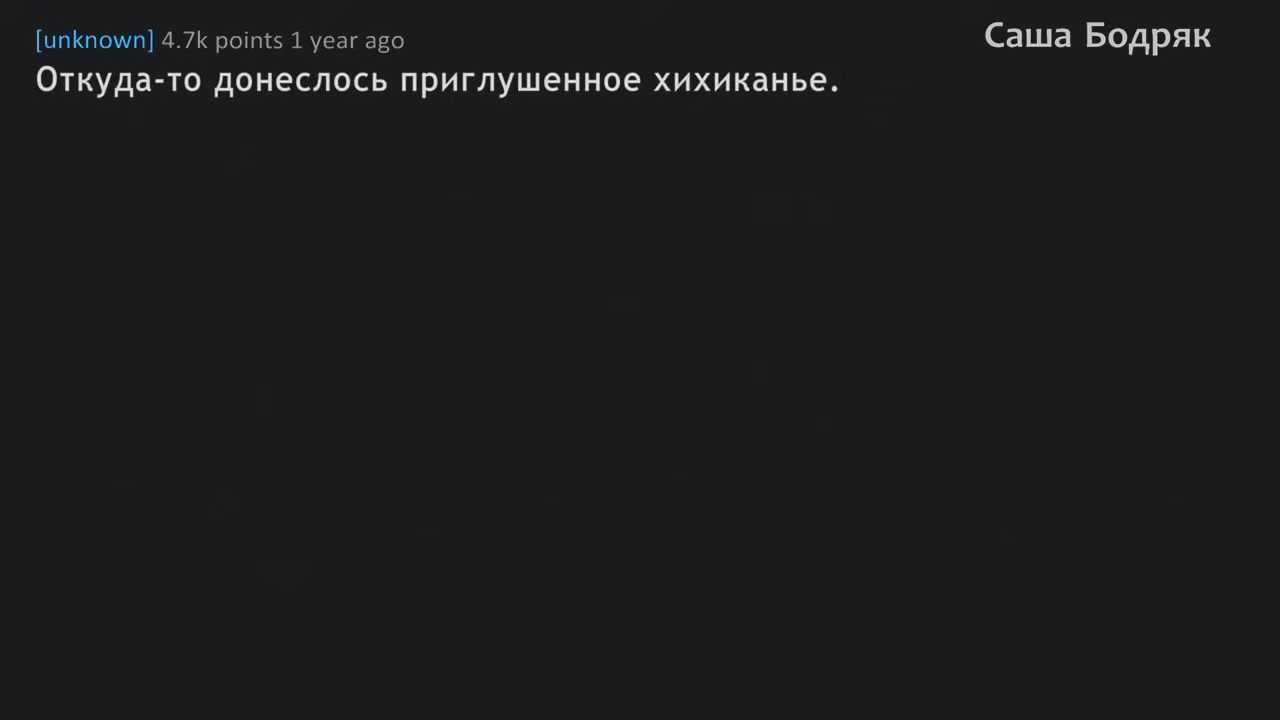 [unknown] 4.7k points 1 year ago
Саша Бодряк
Откуда-то донеслось приглушенное хихиканье.